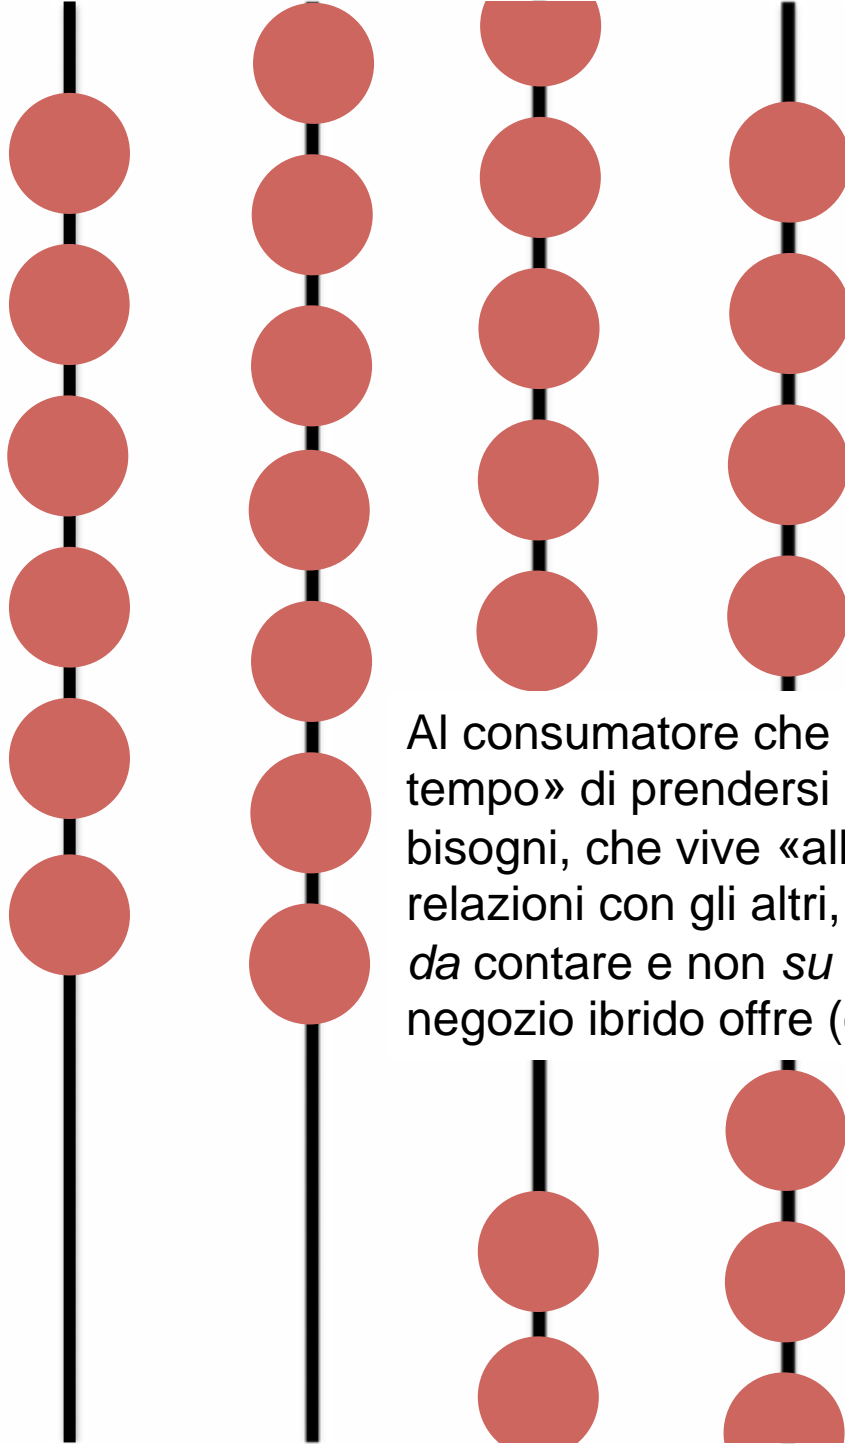 Al consumatore che
tempo» di prendersi
bisogni, che vive «all
relazioni con gli altri,
da contare e non su
negozio ibrido offre (